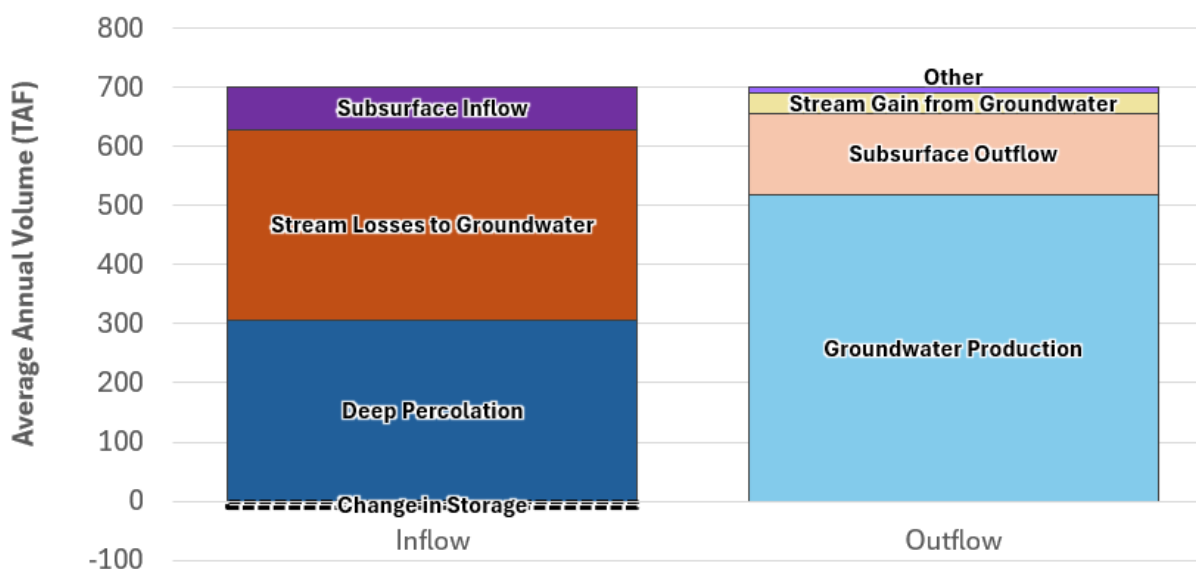 800
700
600
500
400
300
200
100
0
-100
Average Annual Volume (TAF)
Subsurface Inflow
Stream Losses to Groundwater
Deep Percolation
Change in Storage
Inflow
Other
Stream Gain from Groundwater
Subsurface Outflow
Groundwater Production
Outflow